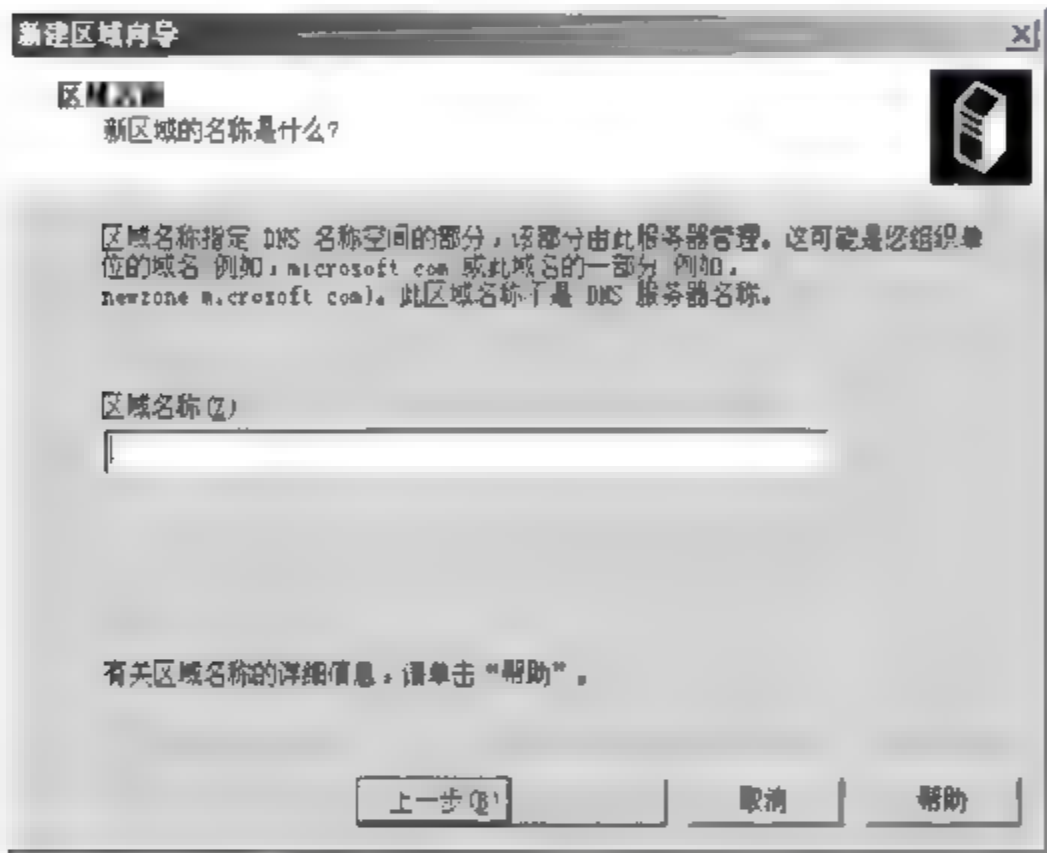 新建区域向导
新区域的名称是什么?
区域名称指定 DNS 名称空间的部分,该部分由此服务器管理。这可能是您组织单
位的域名 例如,microsoft com 或此域名的一部分 例如,
newzone microsoft com)。此区域名称不是 DNS 服务器名称。
区域名称(Z)
有关区域名称的详细信息,请单击“帮助”。
上一步(B)
取消
帮助